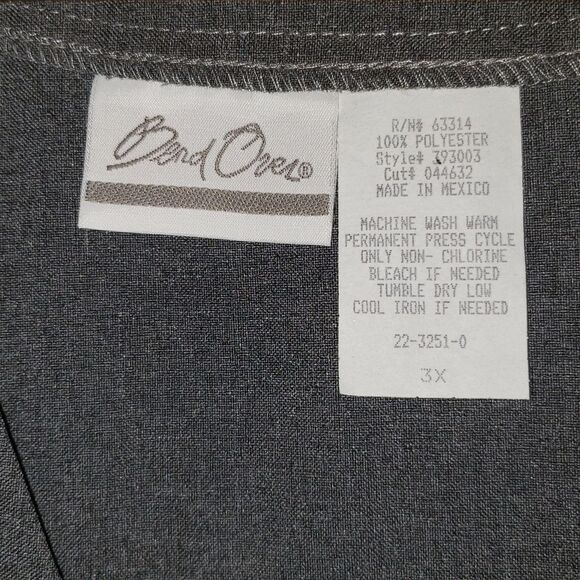 Bend Over®
R/N# 63314
100% POLYESTER
Style# 393003
Cut# 044632
MADE IN MEXICO
MACHINE WASH WARM
PERMANENT PRESS CYCLE
ONLY NON- CHLORINE
BLEACH IF NEEDED
TUMBLE DRY LOW
COOL IRON IF NEEDED
22-3251-0
3X